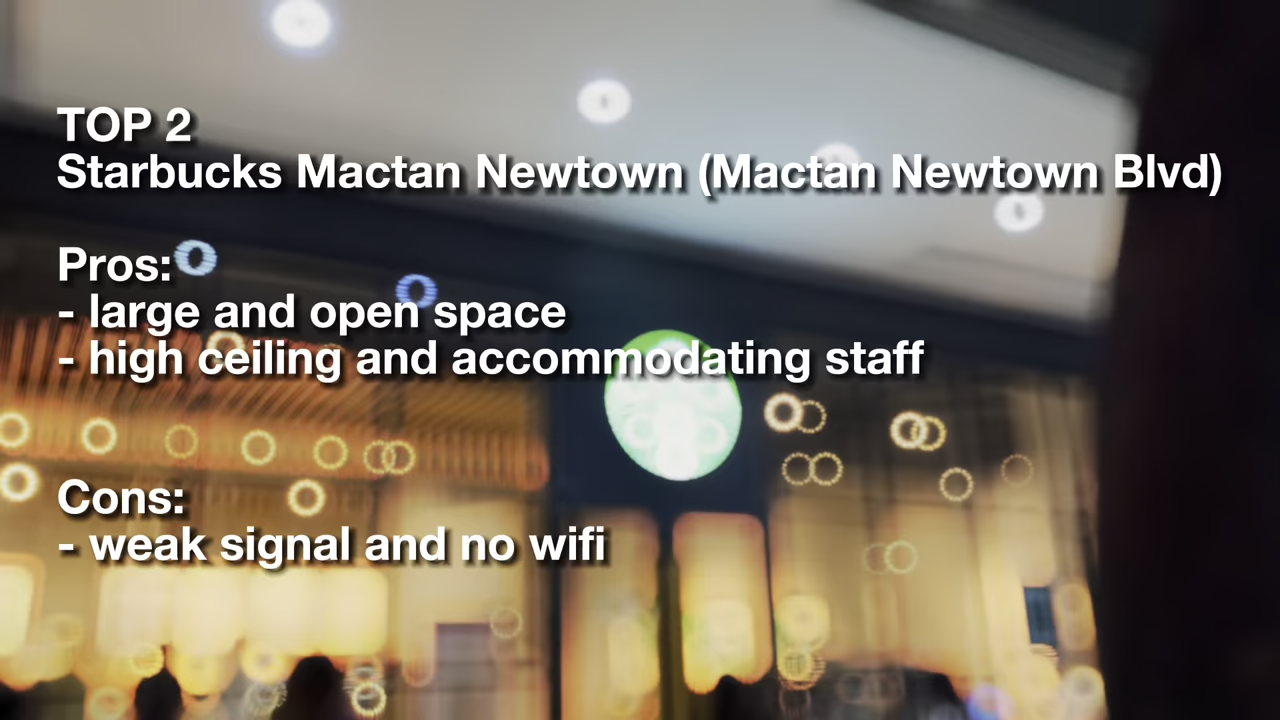 TOP 2
Starbucks Mactan Newtown (Mactan Newtown Blvd)
Pros:
- large and open space
- high ceiling and accommodating staff
Cons:
- weak signal and no wifi